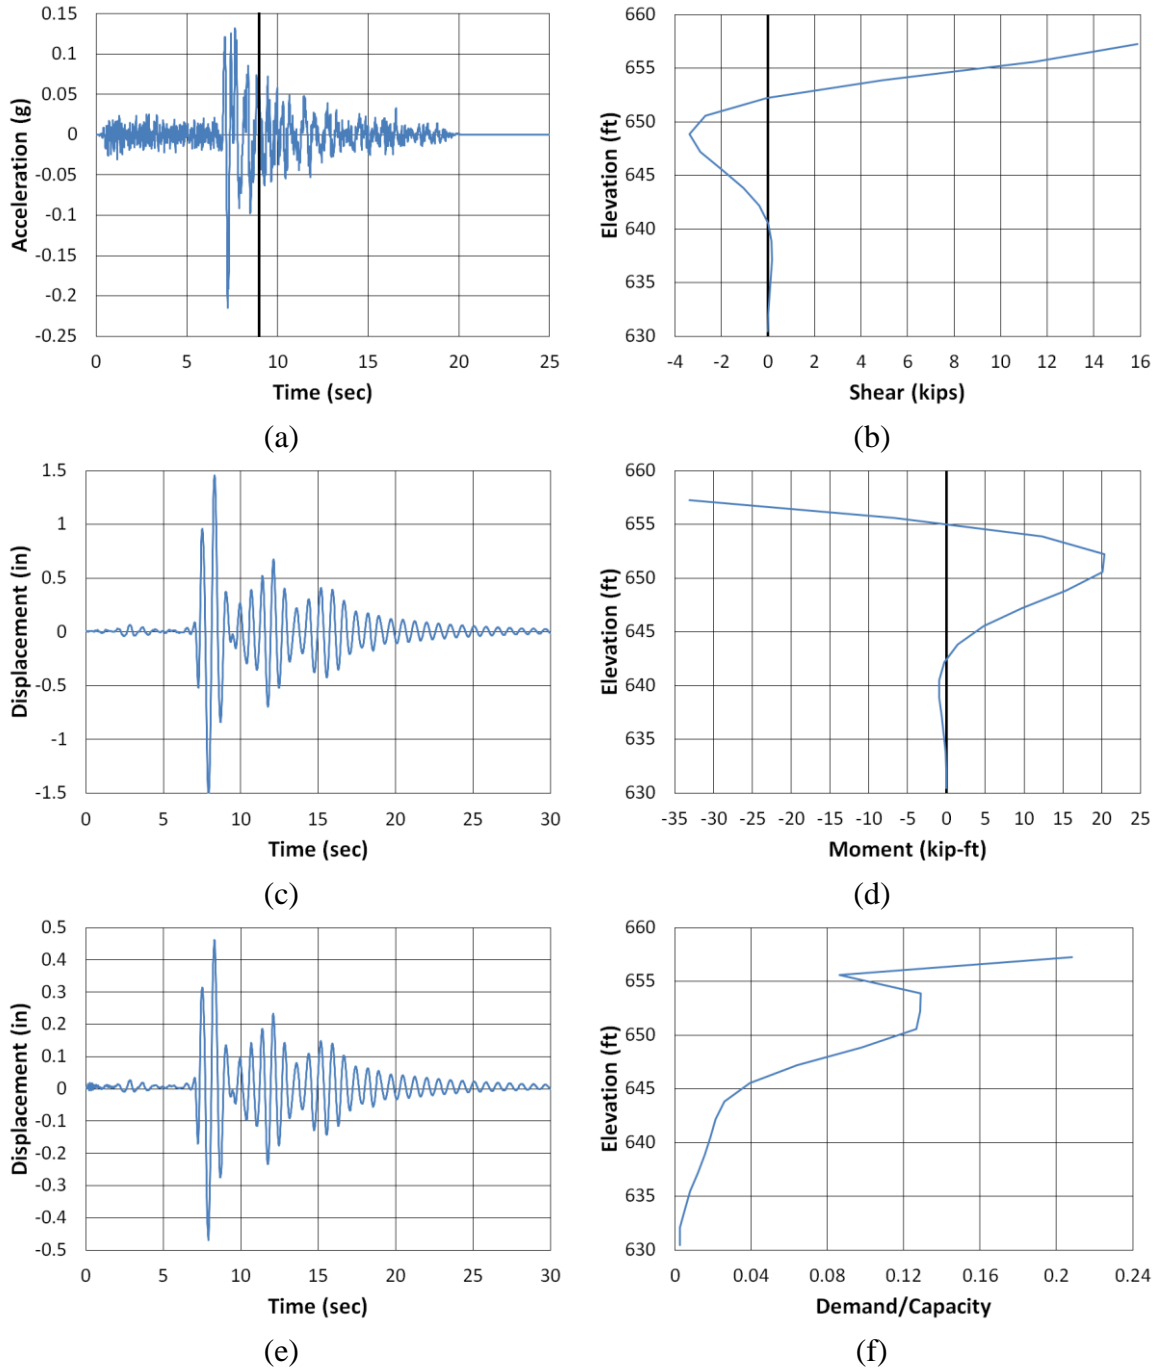 0.15
0.1
0.05
0
-0.05
-0.1
-0.15
-0.2
-0.25
Acceleration (g)
0 5 10 15 20 25
Time (sec)
(a)
660
655
650
645
640
635
630
Elevation (ft)
-4 -2 0 2 4 6 8 10 12 14 16
Shear (kips)
(b)
1.5
1
0.5
0
-0.5
-1
-1.5
Displacement (in)
0 5 10 15 20 25 30
Time (sec)
(c)
660
655
650
645
640
635
630
Elevation (ft)
-35 -30 -25 -20 -15 -10 -5 0 5 10 15 20 25
Moment (kip-ft)
(d)
0.5
0.4
0.3
0.2
0.1
0
-0.1
-0.2
-0.3
-0.4
-0.5
Displacement (in)
0 5 10 15 20 25 30
Time (sec)
(e)
660
655
650
645
640
635
630
Elevation (ft)
0 0.04 0.08 0.12 0.16 0.2 0.24
Demand/Capacity
(f)